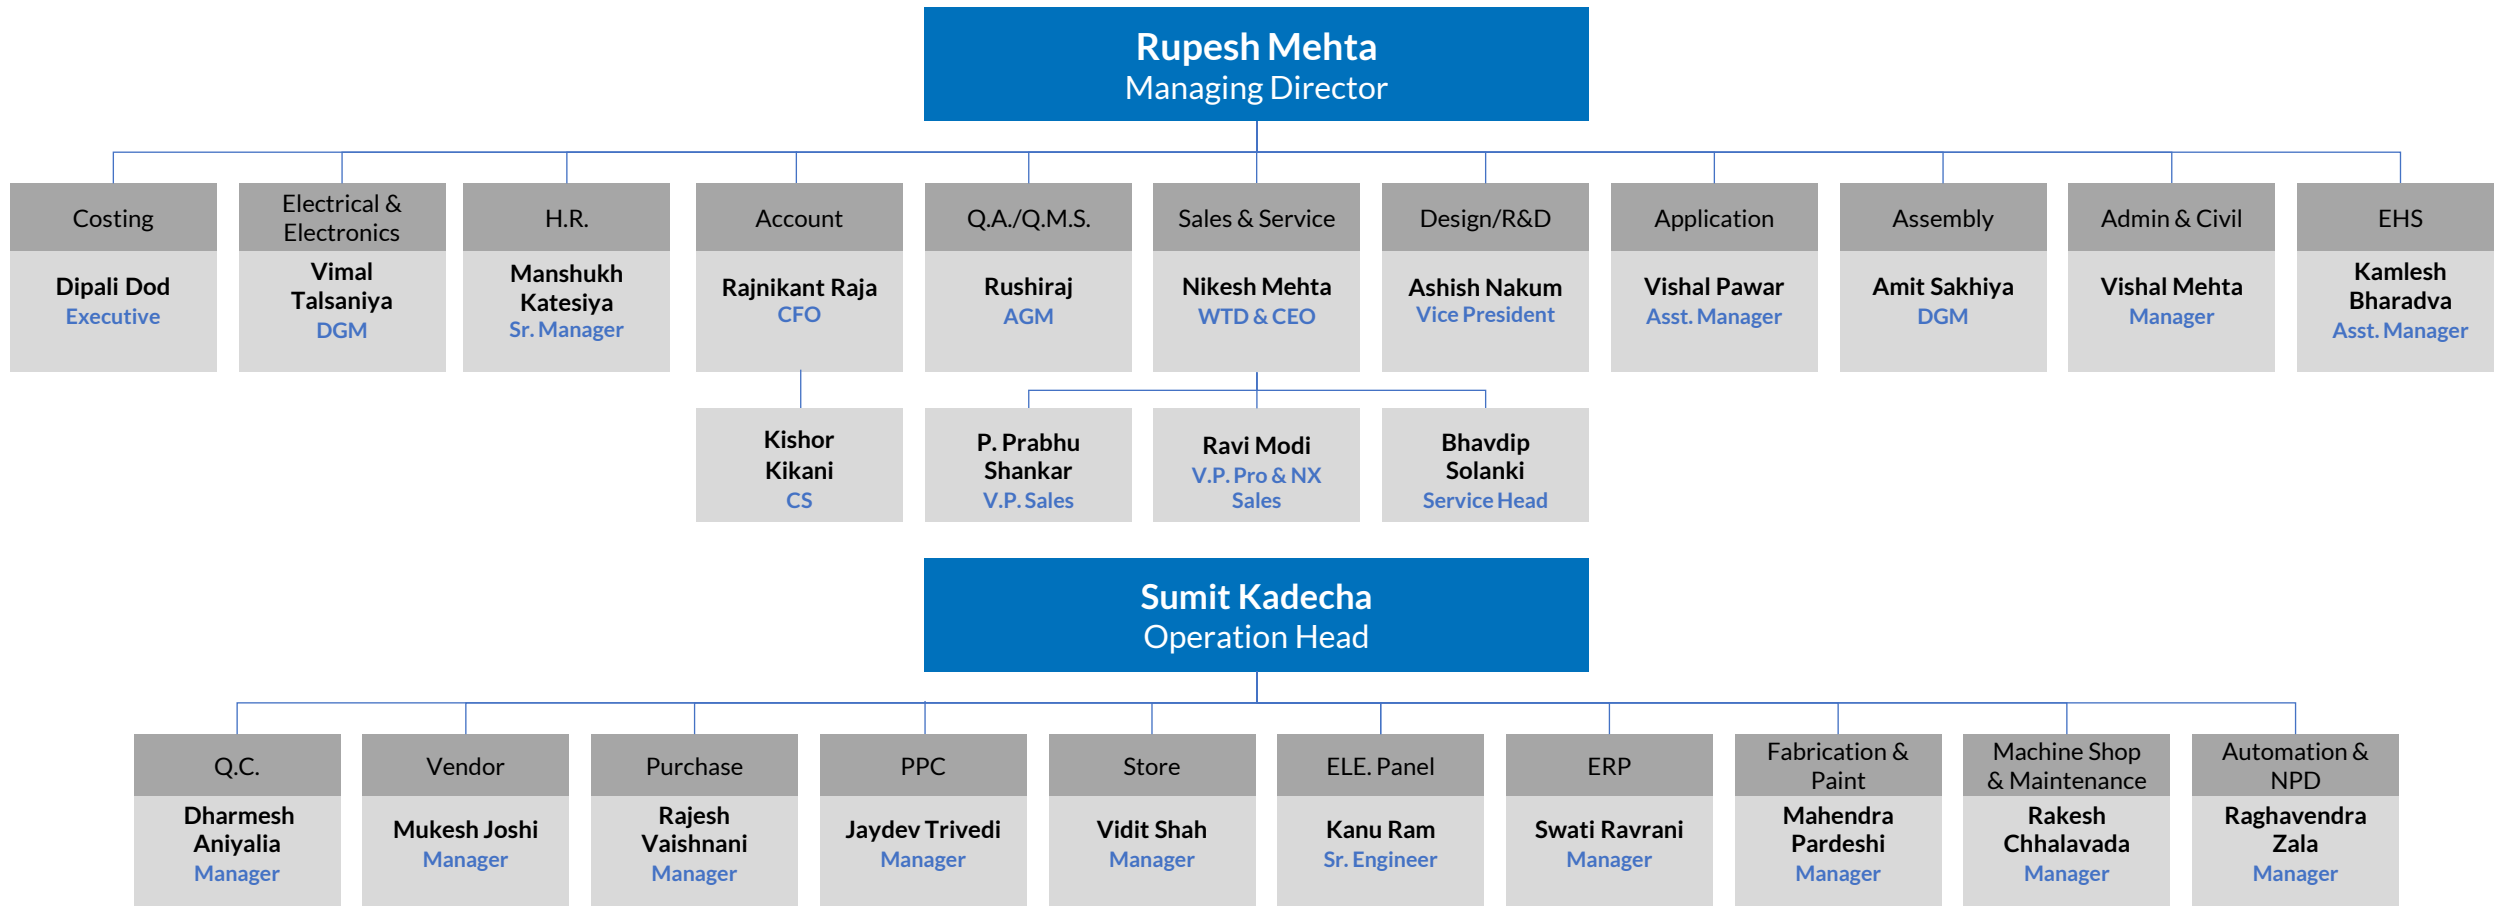 Rupesh Mehta
Managing Director
Costing
Dipali Dod
Executive
Electrical &
Electronics
Vimal
Talsaniya
DGM
H.R.
Manshukh
Katesiya
Sr. Manager
Account
Rajnikant Raja
CFO
Q.A./Q.M.S.
Rushiraj
AGM
Sales & Service
Nikesh Mehta
WTD & CEO
Design/R&D
Ashish Nakum
Vice President
Application
Vishal Pawar
Asst. Manager
Assembly
Amit Sakhiya
DGM
Admin & Civil
Vishal Mehta
Manager
EHS
Kamlesh
Bharadva
Asst. Manager
Kishor
Kikani
CS
P. Prabhu
Shankar
V.P. Sales
Ravi Modi
V.P. Pro & NX
Sales
Bhavdip
Solanki
Service Head
Sumit Kadecha
Operation Head
Q.C.
Dharmesh
Aniyalia
Manager
Vendor
Mukesh Joshi
Manager
Purchase
Rajesh
Vaishnani
Manager
PPC
Jaydev Trivedi
Manager
Store
Vidit Shah
Manager
ELE. Panel
Kanu Ram
Sr. Engineer
ERP
Swati Ravrani
Manager
Fabrication &
Paint
Mahendra
Pardeshi
Manager
Machine Shop
& Maintenance
Rakesh
Chhalavada
Manager
Automation &
NPD
Raghavendra
Zala
Manager